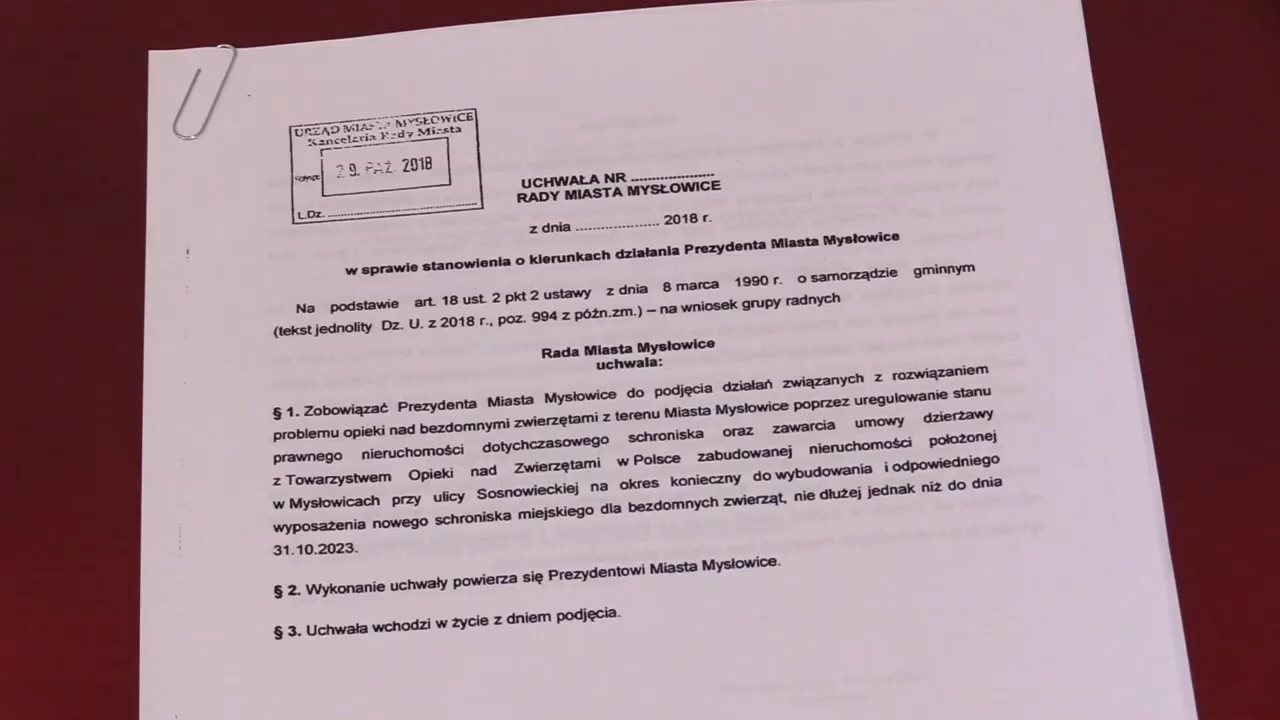 URZĄD MIASTA MYSŁOWICE
Kancelaria Rady Miasta
29. PAŹ. 2018
L.Dz. ........................................
UCHWAŁA NR .....................
RADY MIASTA MYSŁOWICE
z dnia ..................... 2018 r.
w sprawie stanowienia o kierunkach działania Prezydenta Miasta Mysłowice
Na podstawie art. 18 ust. 2 pkt 2 ustawy z dnia 8 marca 1990 r. o samorządzie gminnym
(tekst jednolity Dz. U. z 2018 r., poz. 994 z późn.zm.) – na wniosek grupy radnych
Rada Miasta Mysłowice
uchwala:
§ 1. Zobowiązać Prezydenta Miasta Mysłowice do podjęcia działań związanych z rozwiązaniem
problemu opieki nad bezdomnymi zwierzętami z terenu Miasta Mysłowice poprzez uregulowanie stanu
prawnego nieruchomości dotychczasowego schroniska oraz zawarcia umowy dzierżawy
z Towarzystwem Opieki nad Zwierzętami w Polsce zabudowanej nieruchomości położonej
w Mysłowicach przy ulicy Sosnowieckiej na okres konieczny do wybudowania i odpowiedniego
wyposażenia nowego schroniska miejskiego dla bezdomnych zwierząt, nie dłużej jednak niż do dnia
31.10.2023.
§ 2. Wykonanie uchwały powierza się Prezydentowi Miasta Mysłowice.
§ 3. Uchwała wchodzi w życie z dniem podjęcia.